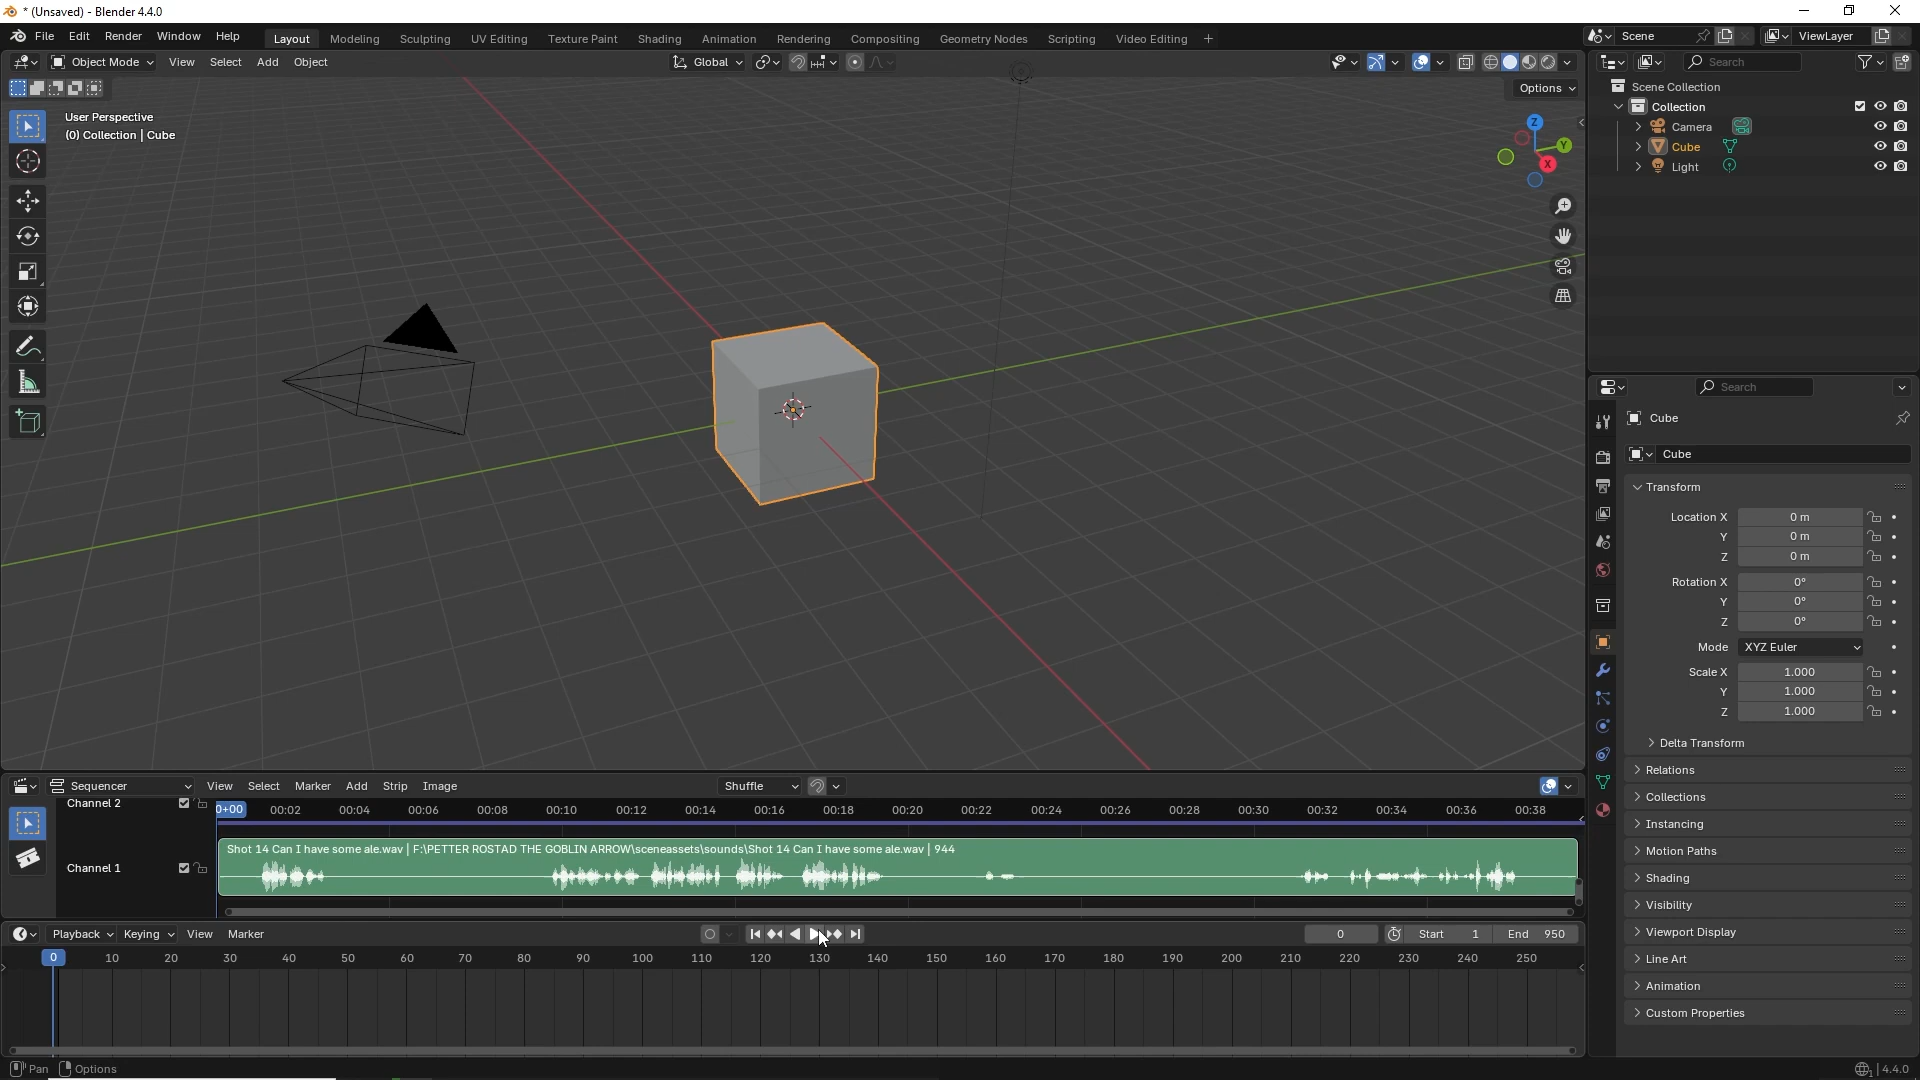 * (Unsaved) - Blender 4.4.0
File Edit Render Window Help Layout Modeling Sculpting UV Editing Texture Paint Shading Animation Rendering Compositing Geometry Nodes Scripting Video Editing + Scene ViewLayer
Object Mode View Select Add Object Global Search
Options
User Perspective
(0) Collection | Cube
Z
Y
X
Scene Collection
Collection
Camera
Cube
Light
Search
Cube
Cube
Transform
Location X 0 m
Y 0 m
Z 0 m
Rotation X 0°
Y 0°
Z 0°
Mode XYZ Euler
Scale X 1.000
Y 1.000
Z 1.000
Delta Transform
Relations
Collections
Instancing
Motion Paths
Shading
Visibility
Viewport Display
Line Art
Animation
Custom Properties
Sequencer View Select Marker Add Strip Image Shuffle
Channel 2
0+00 00:02 00:04 00:06 00:08 00:10 00:12 00:14 00:16 00:18 00:20 00:22 00:24 00:26 00:28 00:30 00:32 00:34 00:36 00:38
Shot 14 Can I have some ale.wav | F:\PETTER ROSTAD THE GOBLIN ARROW\sceneassets\sounds\Shot 14 Can I have some ale.wav | 944
Channel 1
Playback Keying View Marker 0 Start 1 End 950
0 10 20 30 40 50 60 70 80 90 100 110 120 130 140 150 160 170 180 190 200 210 220 230 240 250
Pan Options 4.4.0